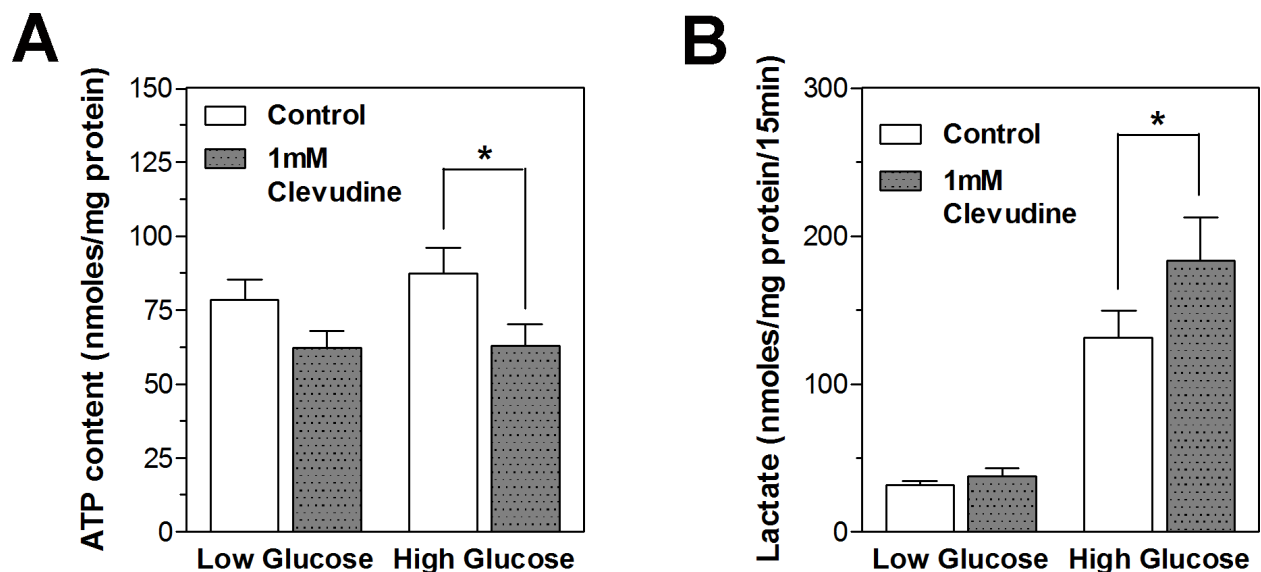 A
ATP content (nmoles/mg protein)
150
125
100
75
50
25
0
Control
1mM
Clevudine
*
Low Glucose
High Glucose
B
Lactate (nmoles/mg protein/15min)
300
200
100
0
Control
1mM
Clevudine
*
Low Glucose
High Glucose